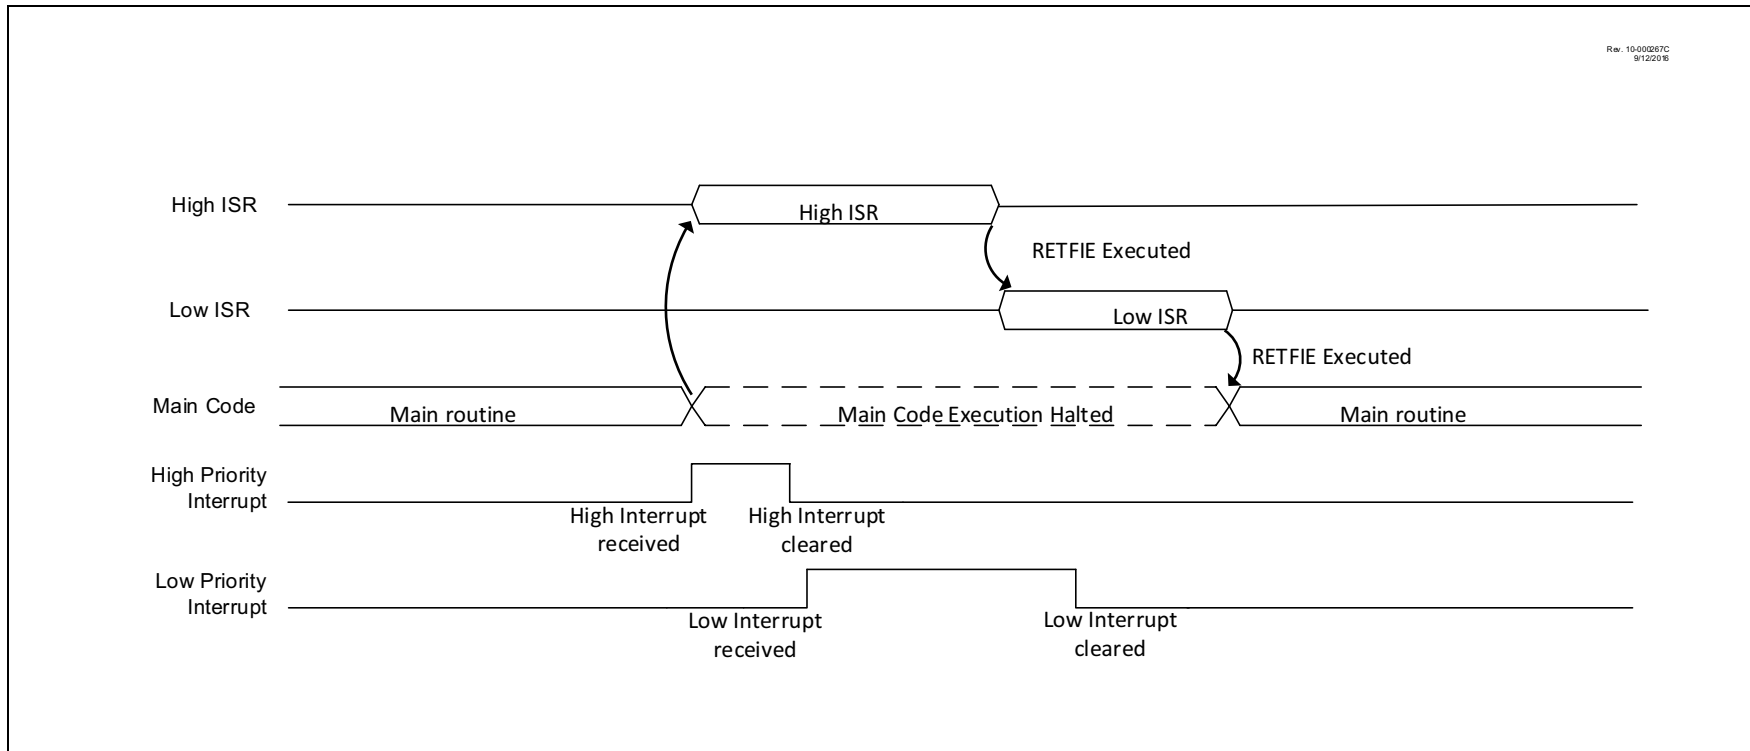 Rev. 10-000267C
9/12/2016
High ISR
High ISR
RETFIE Executed
Low ISR
Low ISR
RETFIE Executed
Main Code
Main routine
Main Code Execution Halted
Main routine
High Priority
Interrupt
High Interrupt
received
High Interrupt
cleared
Low Priority
Interrupt
Low Interrupt
received
Low Interrupt
cleared